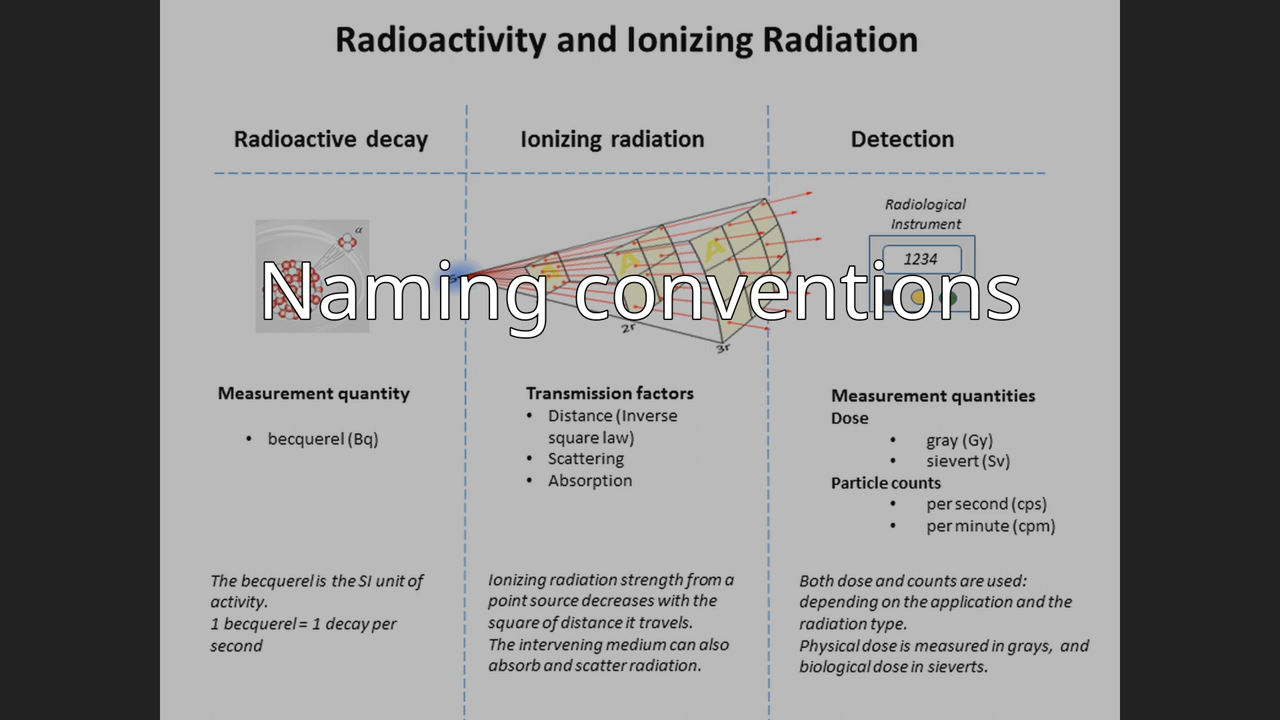 Radioactivity and Ionizing Radiation
Radioactive decay
Ionizing radiation
Detection
α
A
A
2r
3r
Radiological
Instrument
1234
Naming conventions
Measurement quantity
• becquerel (Bq)
The becquerel is the SI unit of
activity.
1 becquerel = 1 decay per
second
Transmission factors
• Distance (Inverse
square law)
• Scattering
• Absorption
Ionizing radiation strength from a
point source decreases with the
square of distance it travels.
The intervening medium can also
absorb and scatter radiation.
Measurement quantities
Dose
• gray (Gy)
• sievert (Sv)
Particle counts
• per second (cps)
• per minute (cpm)
Both dose and counts are used:
depending on the application and the
radiation type.
Physical dose is measured in grays, and
biological dose in sieverts.